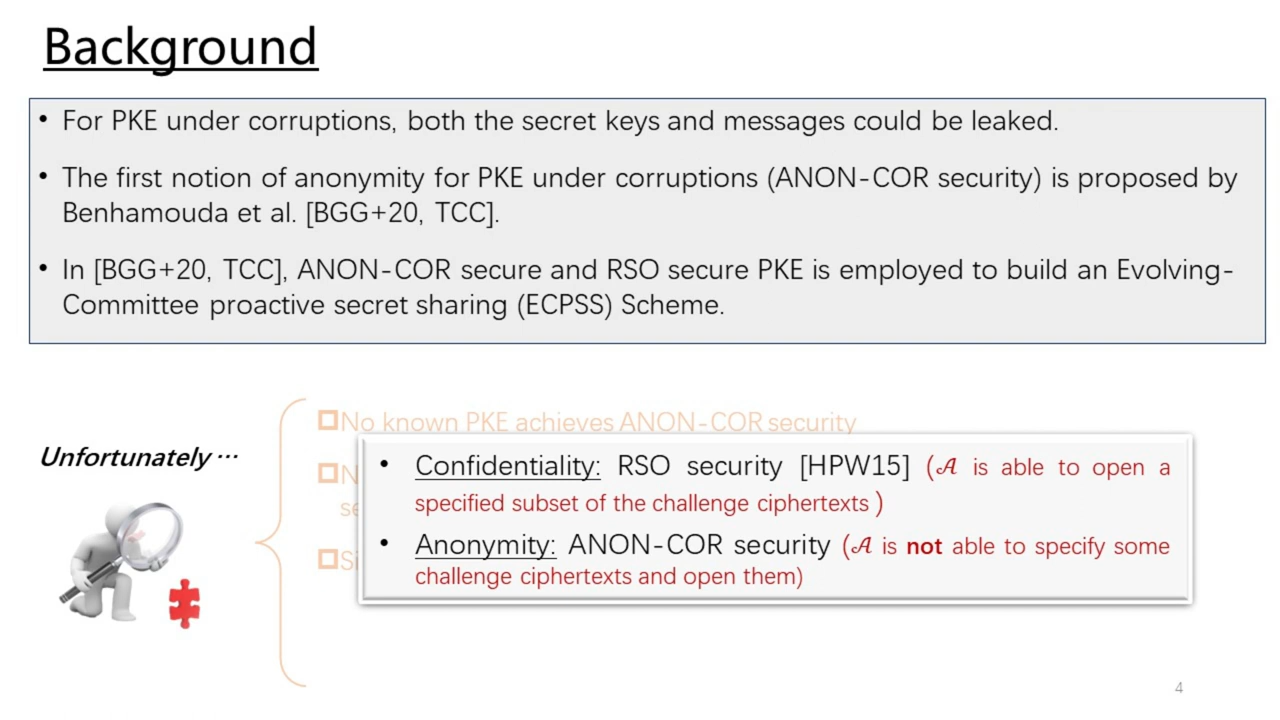 Background
• For PKE under corruptions, both the secret keys and messages could be leaked.
• The first notion of anonymity for PKE under corruptions (ANON-COR security) is proposed by
Benhamouda et al. [BGG+20, TCC].
• In [BGG+20, TCC], ANON-COR secure and RSO secure PKE is employed to build an Evolving-
Committee proactive secret sharing (ECPSS) Scheme.
Unfortunately ···
No known PKE achieves ANON-COR security
• Confidentiality: RSO security [HPW15] (𝒜 is able to open a
specified subset of the challenge ciphertexts )
• Anonymity: ANON-COR security (𝒜 is not able to specify some
challenge ciphertexts and open them)
4